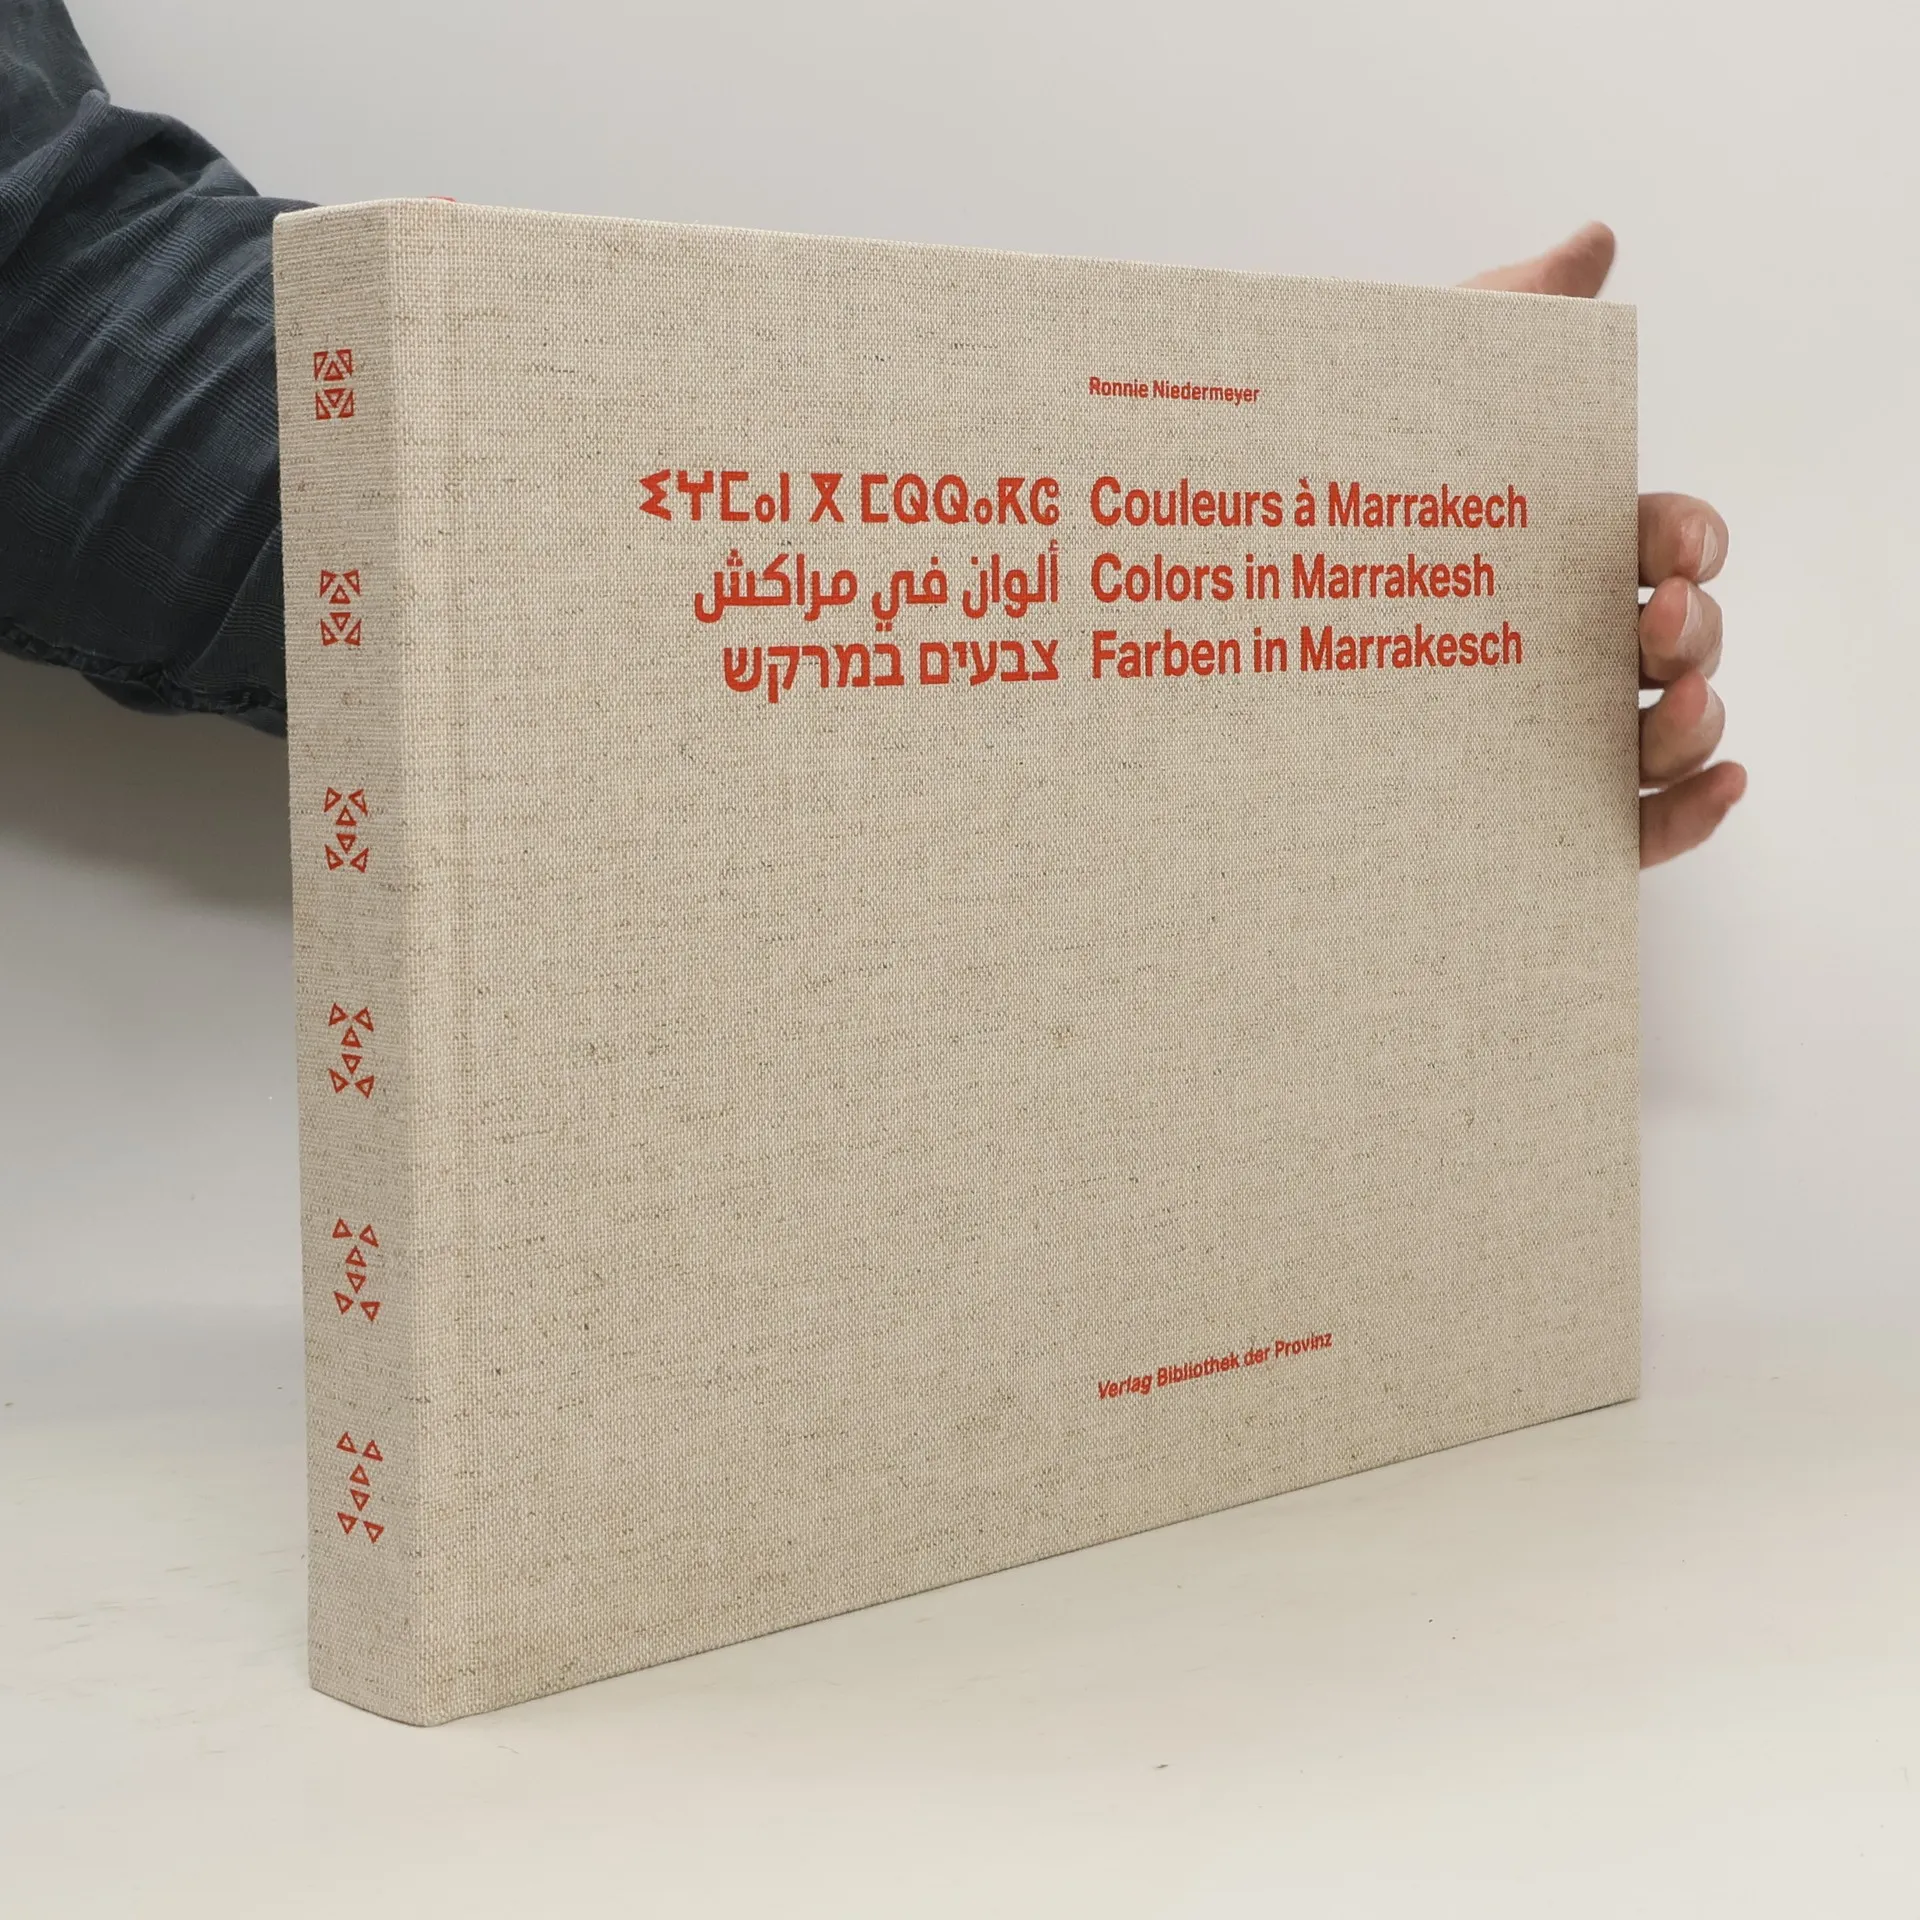 Ronnie Niedermeyer
ⵉⵖⵎⴰⵏ ⴳ ⵎⵕⵕⴰⴽⵛ Couleurs à Marrakech
ألوان في مراكش Colors in Marrakesh
צבעים במרקש Farben in Marrakesch
Verlag Bibliothek der Provinz